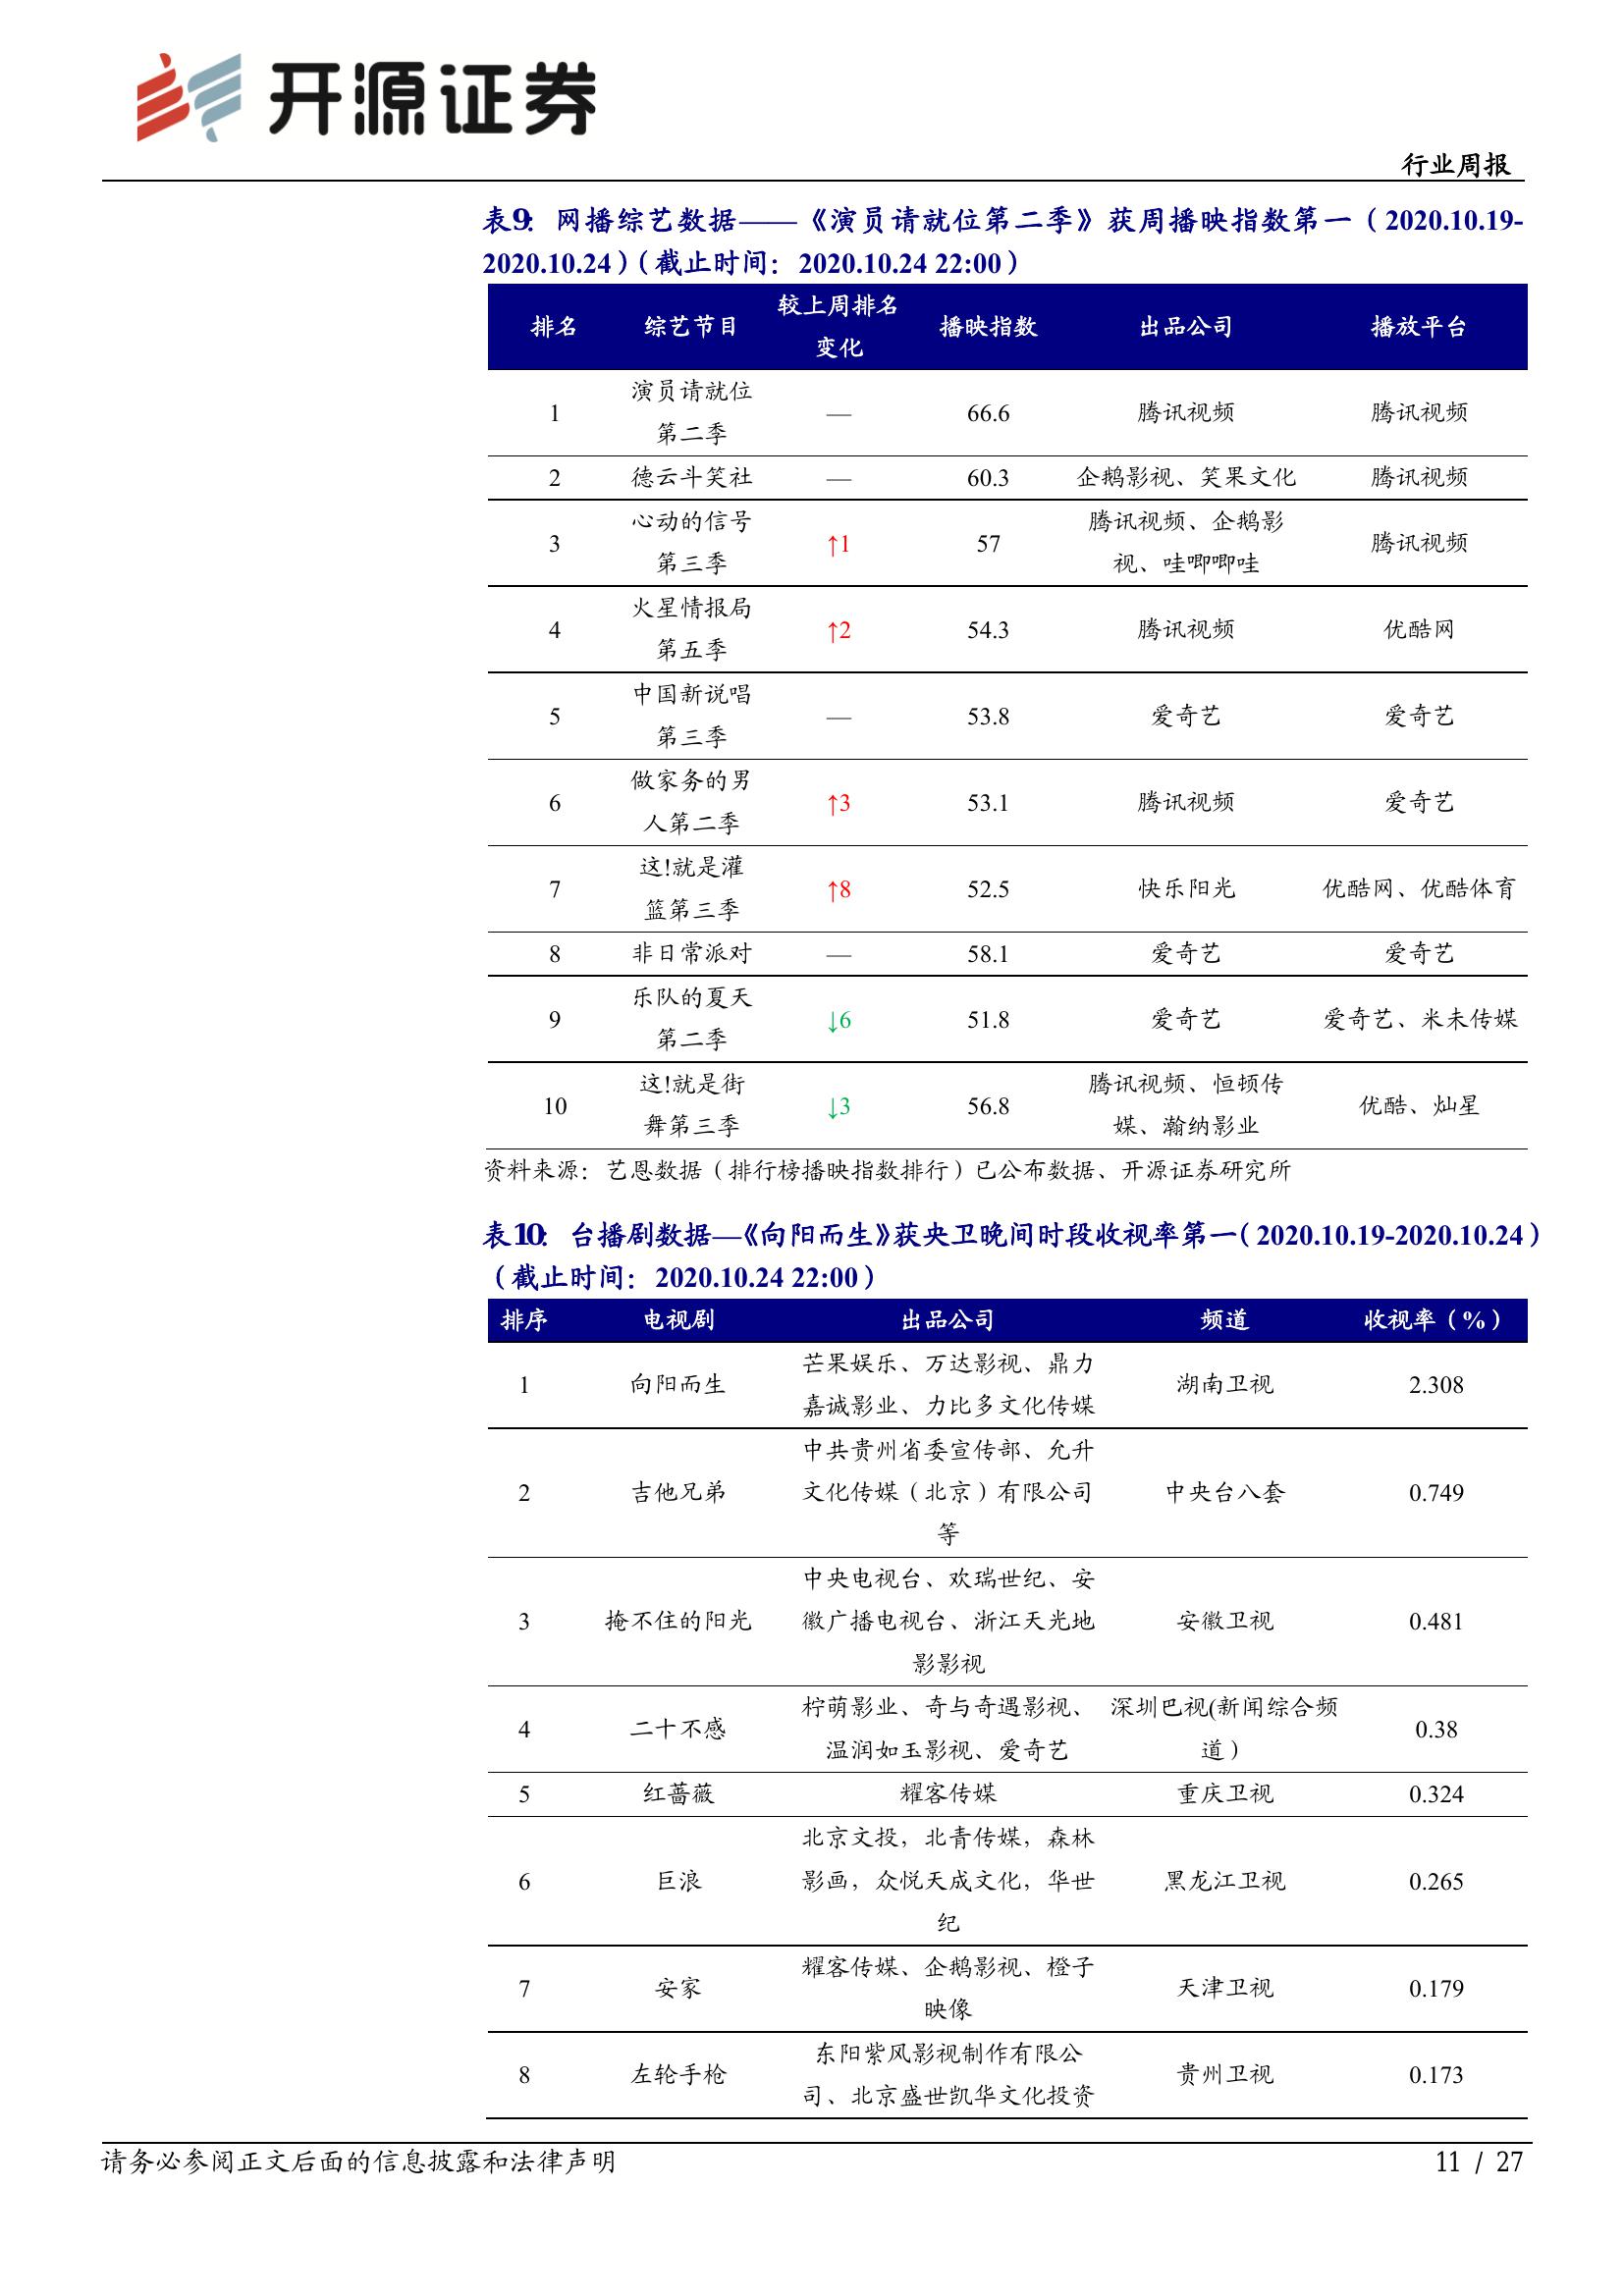 开源证券
行业周报
表9：网播综艺数据——《演员请就位第二季》获周播映指数第一（2020.10.19-
2020.10.24）（截止时间：2020.10.24 22:00）
排名 综艺节目 较上周排名 播映指数 出品公司 播放平台
变化
演员请就位
1 — 66.6 腾讯视频 腾讯视频
第二季
2 德云斗笑社 — 60.3 企鹅影视、笑果文化 腾讯视频
心动的信号 腾讯视频、企鹅影
3 ↑1 57 腾讯视频
第三季 视、哇唧唧哇
火星情报局
4 ↑2 54.3 腾讯视频 优酷网
第五季
中国新说唱
5 — 53.8 爱奇艺 爱奇艺
第三季
做家务的男
6 ↑3 53.1 腾讯视频 爱奇艺
人第二季
这!就是灌
7 ↑8 52.5 快乐阳光 优酷网、优酷体育
篮第三季
8 非日常派对 — 58.1 爱奇艺 爱奇艺
乐队的夏天
9 ↓6 51.8 爱奇艺 爱奇艺、米未传媒
第二季
这!就是街 腾讯视频、恒顿传
10 ↓3 56.8 优酷、灿星
舞第三季 媒、瀚纳影业
资料来源：艺恩数据（排行榜播映指数排行）已公布数据、开源证券研究所
表10：台播剧数据—《向阳而生》获央卫晚间时段收视率第一（2020.10.19-2020.10.24）
（截止时间：2020.10.24 22:00）
排序 电视剧 出品公司 频道 收视率（%）
芒果娱乐、万达影视、鼎力
1 向阳而生 湖南卫视 2.308
嘉诚影业、力比多文化传媒
中共贵州省委宣传部、允升
2 吉他兄弟 文化传媒（北京）有限公司 中央台八套 0.749
等
中央电视台、欢瑞世纪、安
3 掩不住的阳光 徽广播电视台、浙江天光地 安徽卫视 0.481
影影视
柠萌影业、奇与奇遇影视、 深圳巴视(新闻综合频
4 二十不惑 0.38
温润如玉影视、爱奇艺 道）
5 红蔷薇 耀客传媒 重庆卫视 0.324
北京文投，北青传媒，森林
6 巨浪 影画，众悦天成文化，华世 黑龙江卫视 0.265
纪
耀客传媒、企鹅影视、橙子
7 安家 天津卫视 0.179
映像
东阳紫风影视制作有限公
8 左轮手枪 贵州卫视 0.173
司、北京盛世凯华文化投资
请务必参阅正文后面的信息披露和法律声明 11 / 27